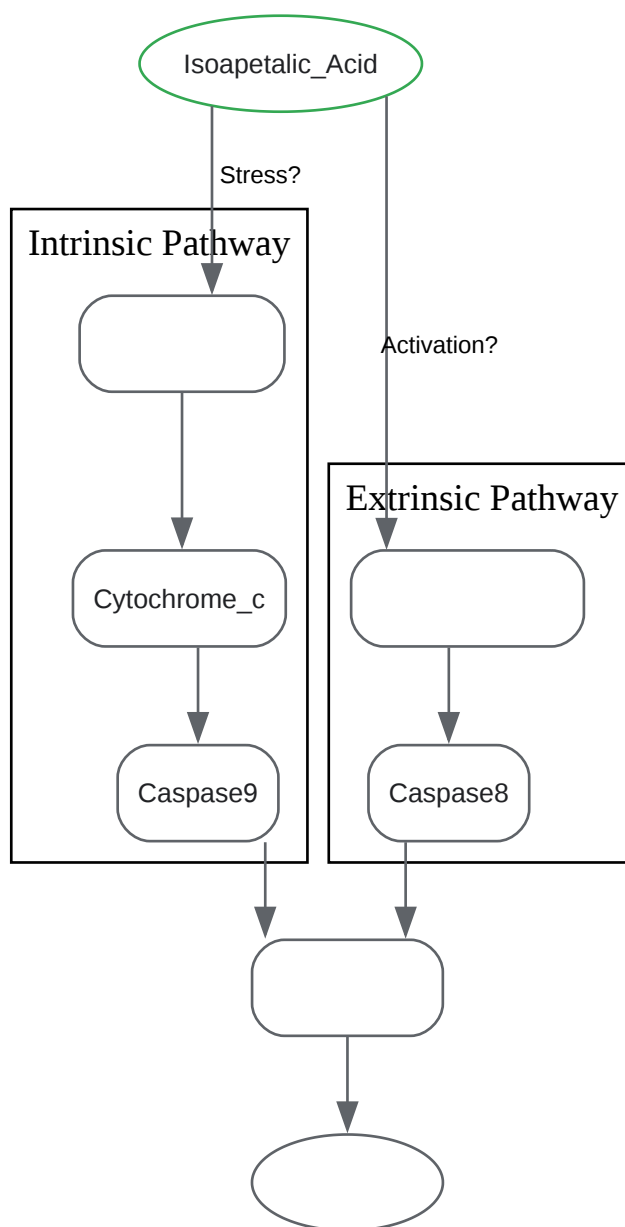 Isoapetalic_Acid
Stress?
Intrinsic Pathway
Activation?
Extrinsic Pathway
Cytochrome_c
Caspase9
Caspase8